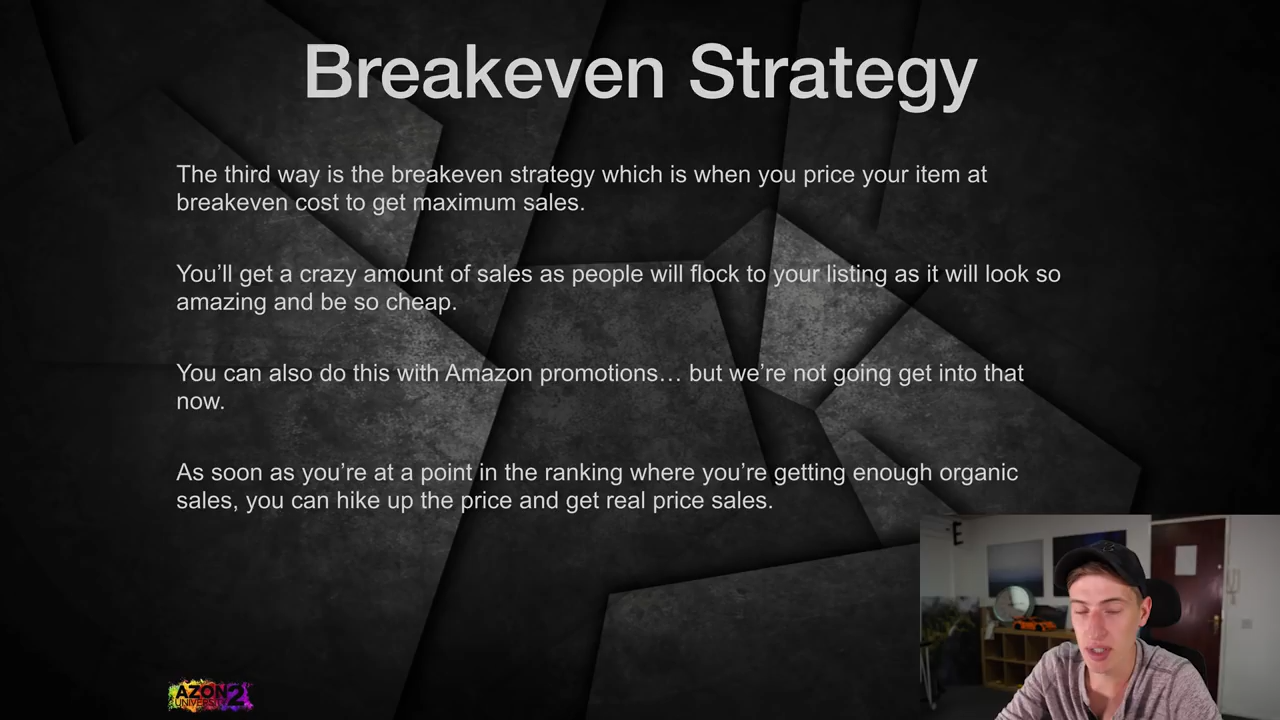 Breakeven Strategy
The third way is the breakeven strategy which is when you price your item at
breakeven cost to get maximum sales.
You’ll get a crazy amount of sales as people will flock to your listing as it will look so
amazing and be so cheap.
You can also do this with Amazon promotions… but we’re not going get into that
now.
As soon as you’re at a point in the ranking where you’re getting enough organic
sales, you can hike up the price and get real price sales.
E
AZON
UNIVERSITY 2